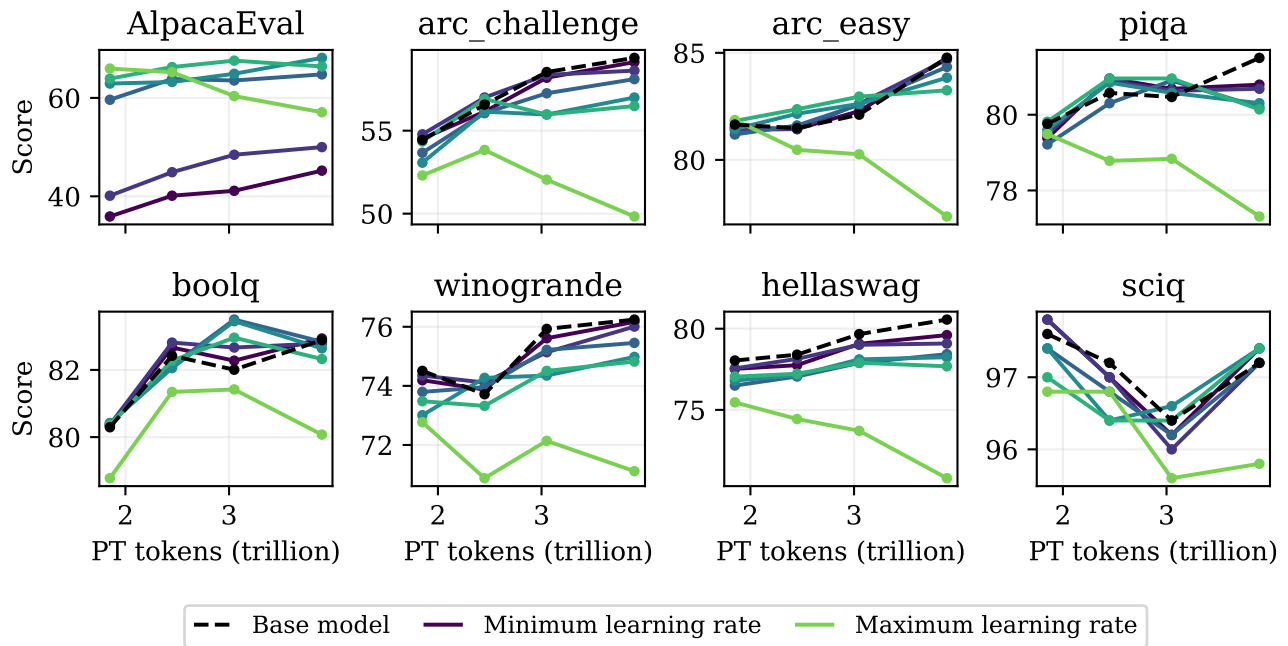 AlpacaEval arc_challenge arc_easy piqa
Score
60
40
55
50
85
80
80
78
boolq winogrande hellaswag sciq
Score
82
80
76
74
72
80
75
97
96
2 3 2 3 2 3 2 3
PT tokens (trillion) PT tokens (trillion) PT tokens (trillion) PT tokens (trillion)
Base model Minimum learning rate Maximum learning rate